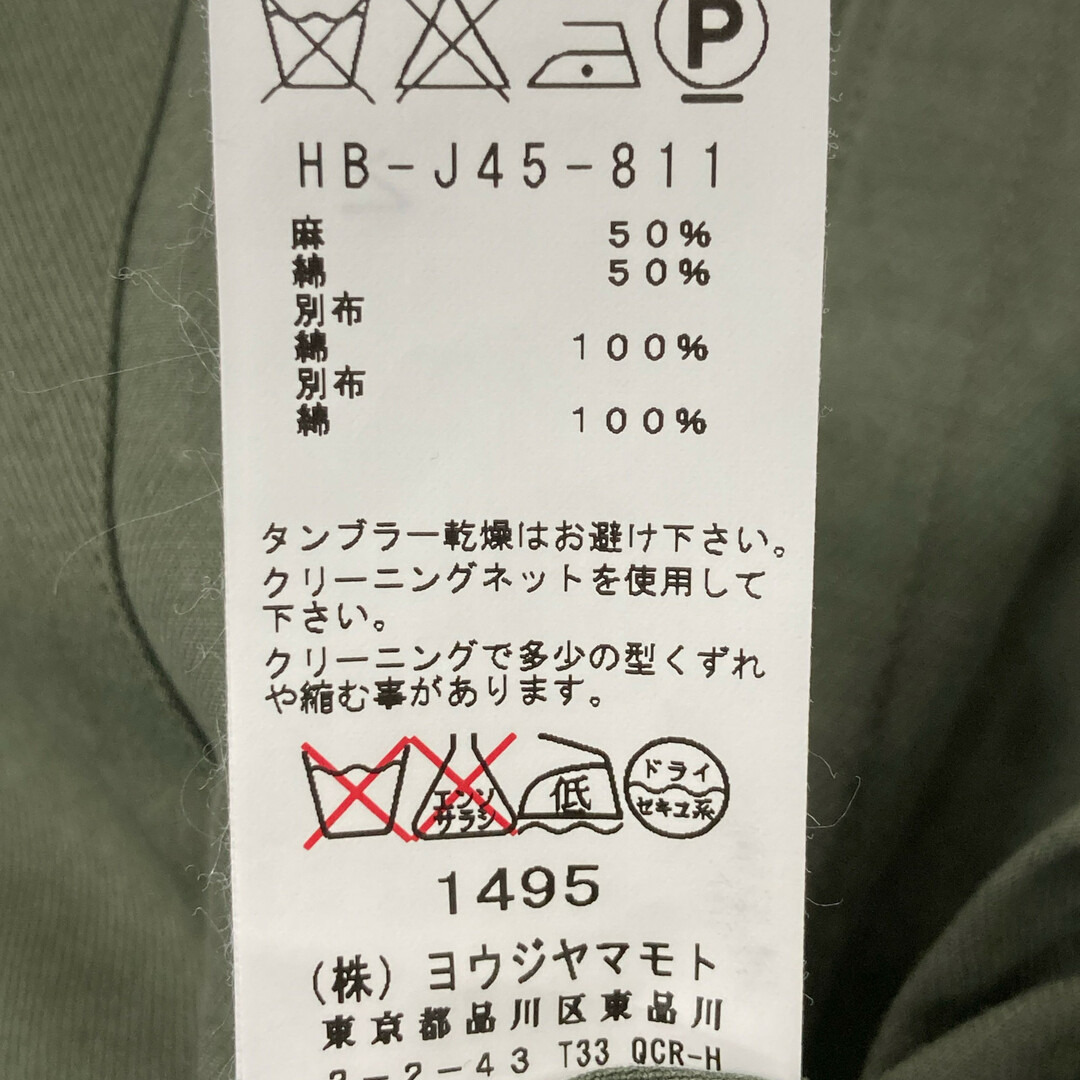 P
HB-J45-811
麻 50%
綿 50%
別布
綿 100%
別布
綿 100%
タンブラー乾燥はお避け下さい。
クリーニングネットを使用して
下さい。
クリーニングで多少の型くずれ
や縮む事があります。
エンソ
サラシ
低
ドライ
セキユ系
1495
(株)ヨウジヤマモト
東京都品川区東品川
2-2-43 T33 QCR-H